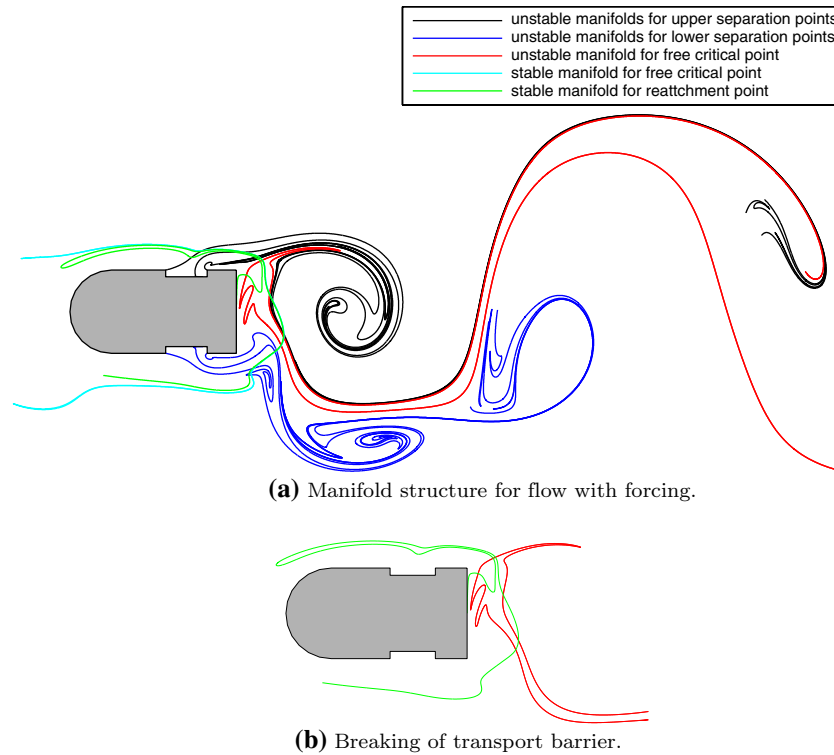 unstable manifolds for upper separation points
unstable manifolds for lower separation points
unstable manifold for free critical point
stable manifold for free critical point
stable manifold for reattchment point
(a) Manifold structure for flow with forcing.
(b) Breaking of transport barrier.